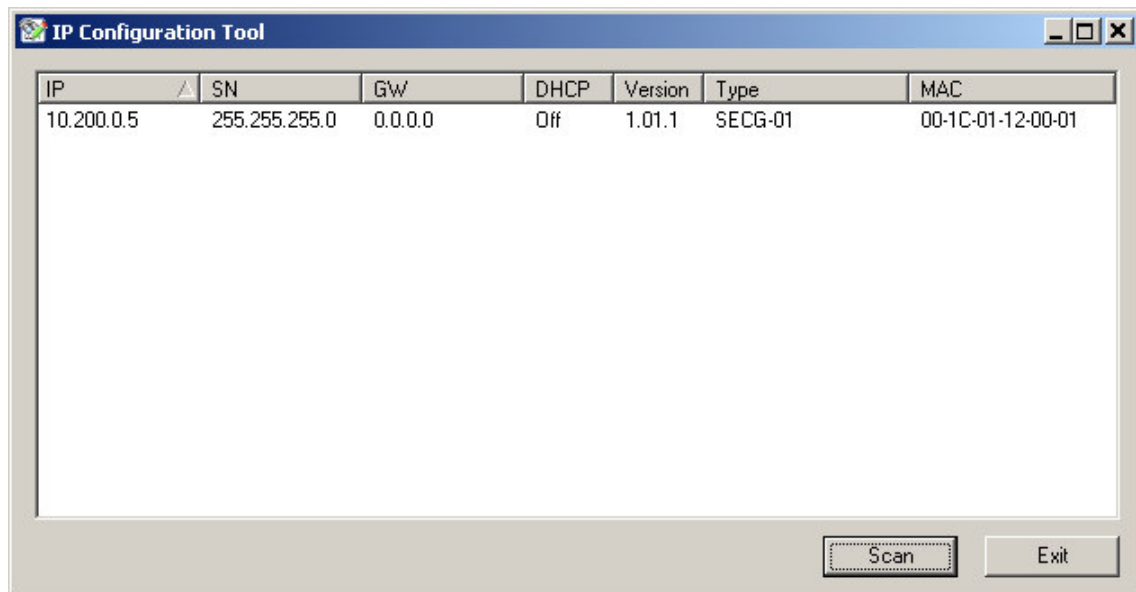 IP Configuration Tool
IP SN GW DHCP Version Type MAC
10.200.0.5 255.255.255.0 0.0.0.0 Off 1.01.1 SECG-01 00-1C-01-12-00-01
Scan Exit